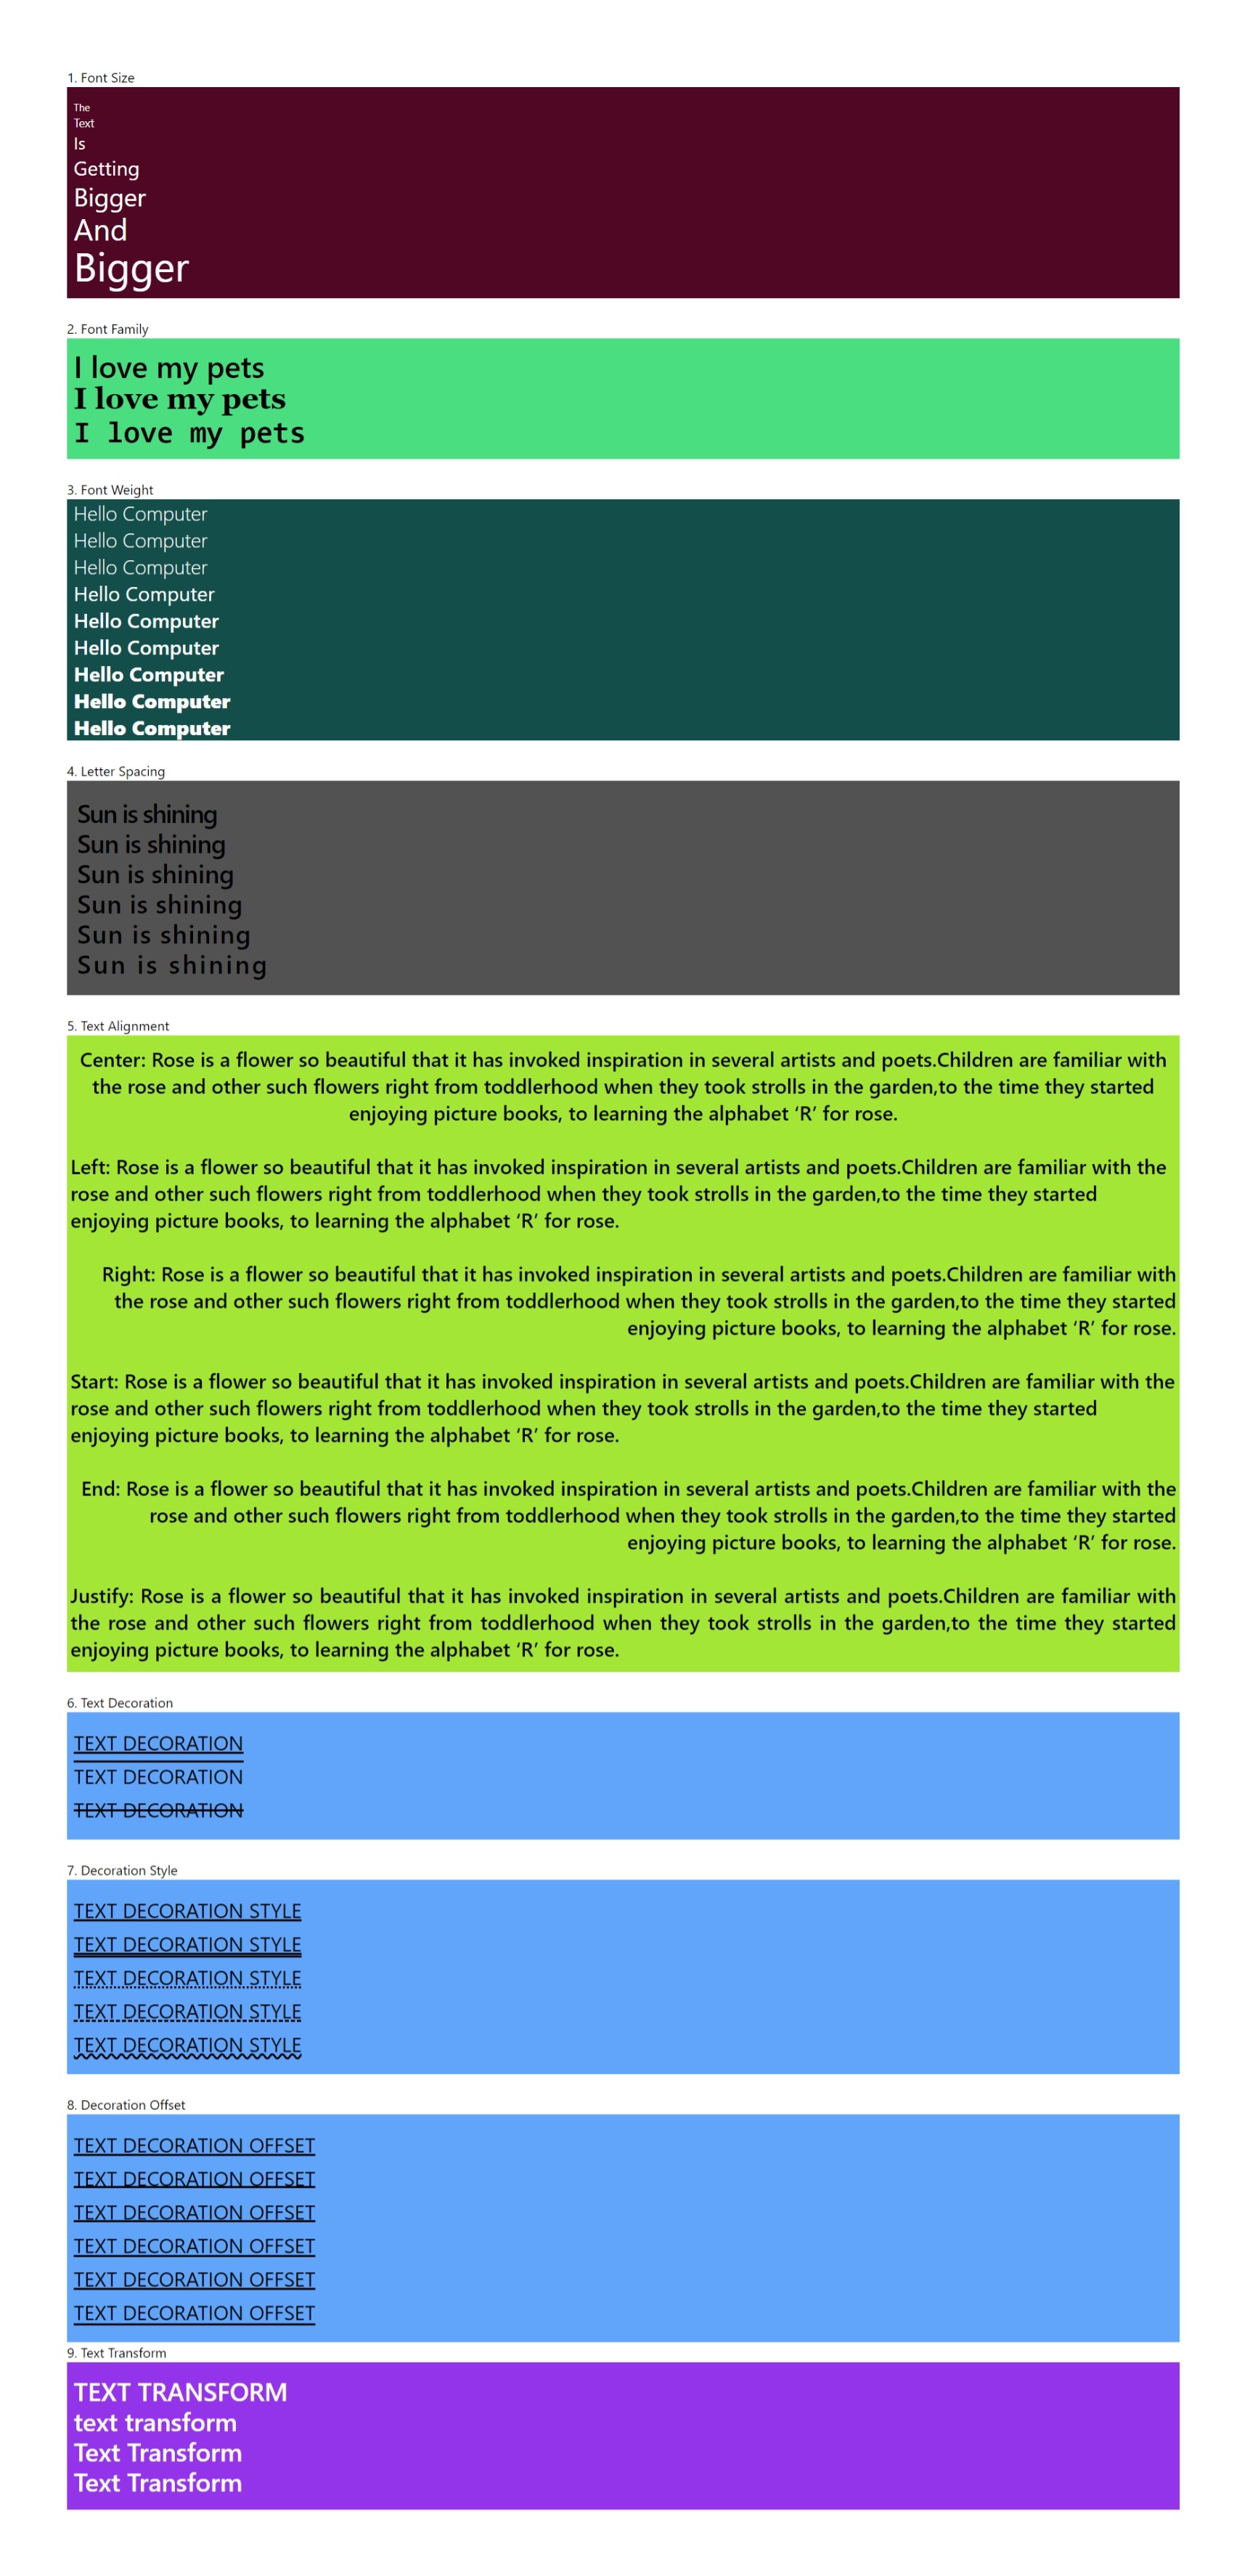 1. Font Size
The
Text
Is
Getting
Bigger
And
Bigger
2. Font Family
I love my pets
I love my pets
I love my pets
3. Font Weight
Hello Computer
Hello Computer
Hello Computer
Hello Computer
Hello Computer
Hello Computer
Hello Computer
Hello Computer
Hello Computer
4. Letter Spacing
Sun is shining
Sun is shining
Sun is shining
Sun is shining
Sun is shining
Sun is shining
5. Text Alignment
Center: Rose is a flower so beautiful that it has invoked inspiration in several artists and poets.Children are familiar with
the rose and other such flowers right from toddlerhood when they took strolls in the garden,to the time they started
enjoying picture books, to learning the alphabet ‘R’ for rose.
Left: Rose is a flower so beautiful that it has invoked inspiration in several artists and poets.Children are familiar with the
rose and other such flowers right from toddlerhood when they took strolls in the garden,to the time they started
enjoying picture books, to learning the alphabet ‘R’ for rose.
Right: Rose is a flower so beautiful that it has invoked inspiration in several artists and poets.Children are familiar with
the rose and other such flowers right from toddlerhood when they took strolls in the garden,to the time they started
enjoying picture books, to learning the alphabet ‘R’ for rose.
Start: Rose is a flower so beautiful that it has invoked inspiration in several artists and poets.Children are familiar with the
rose and other such flowers right from toddlerhood when they took strolls in the garden,to the time they started
enjoying picture books, to learning the alphabet ‘R’ for rose.
End: Rose is a flower so beautiful that it has invoked inspiration in several artists and poets.Children are familiar with the
rose and other such flowers right from toddlerhood when they took strolls in the garden,to the time they started
enjoying picture books, to learning the alphabet ‘R’ for rose.
Justify: Rose is a flower so beautiful that it has invoked inspiration in several artists and poets.Children are familiar with
the rose and other such flowers right from toddlerhood when they took strolls in the garden,to the time they started
enjoying picture books, to learning the alphabet ‘R’ for rose.
6. Text Decoration
TEXT DECORATION
TEXT DECORATION
TEXT DECORATION
7. Decoration Style
TEXT DECORATION STYLE
TEXT DECORATION STYLE
TEXT DECORATION STYLE
TEXT DECORATION STYLE
TEXT DECORATION STYLE
8. Decoration Offset
TEXT DECORATION OFFSET
TEXT DECORATION OFFSET
TEXT DECORATION OFFSET
TEXT DECORATION OFFSET
TEXT DECORATION OFFSET
TEXT DECORATION OFFSET
9. Text Transform
TEXT TRANSFORM
text transform
Text Transform
Text Transform